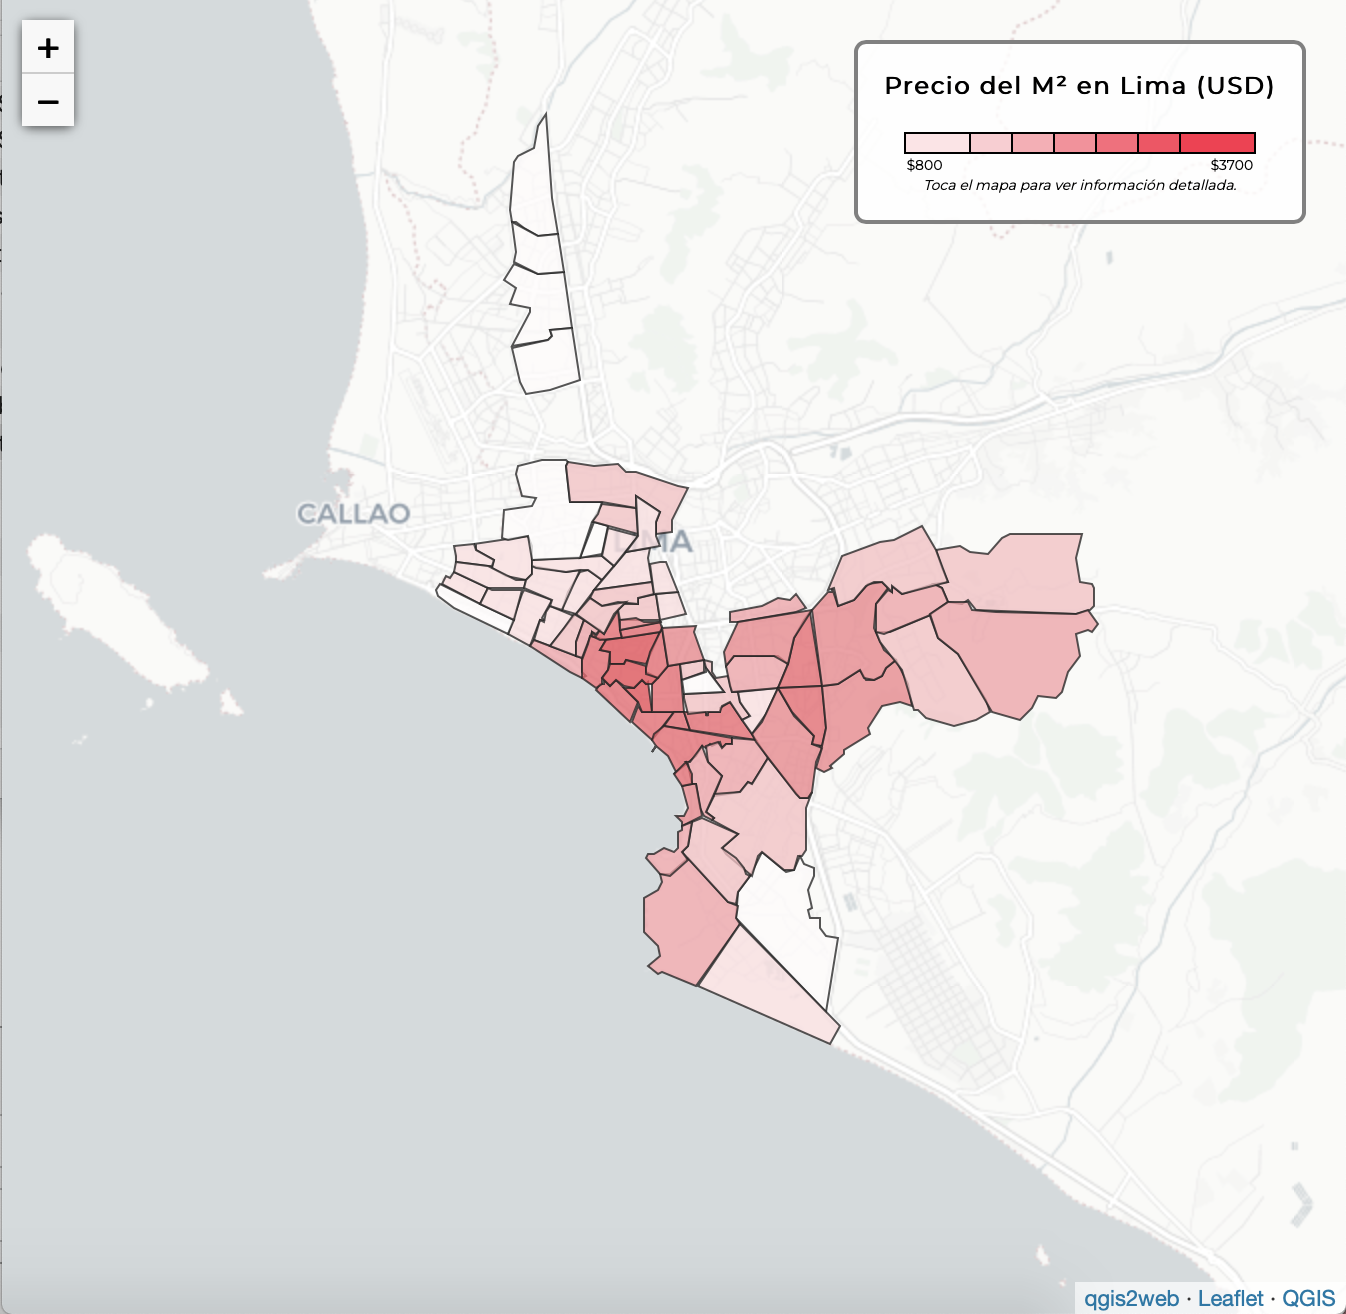 +
−
Precio del M² en Lima (USD)
$800 $3700
Toca el mapa para ver información detallada.
CALLAO
LIMA
qgis2web · Leaflet · QGIS